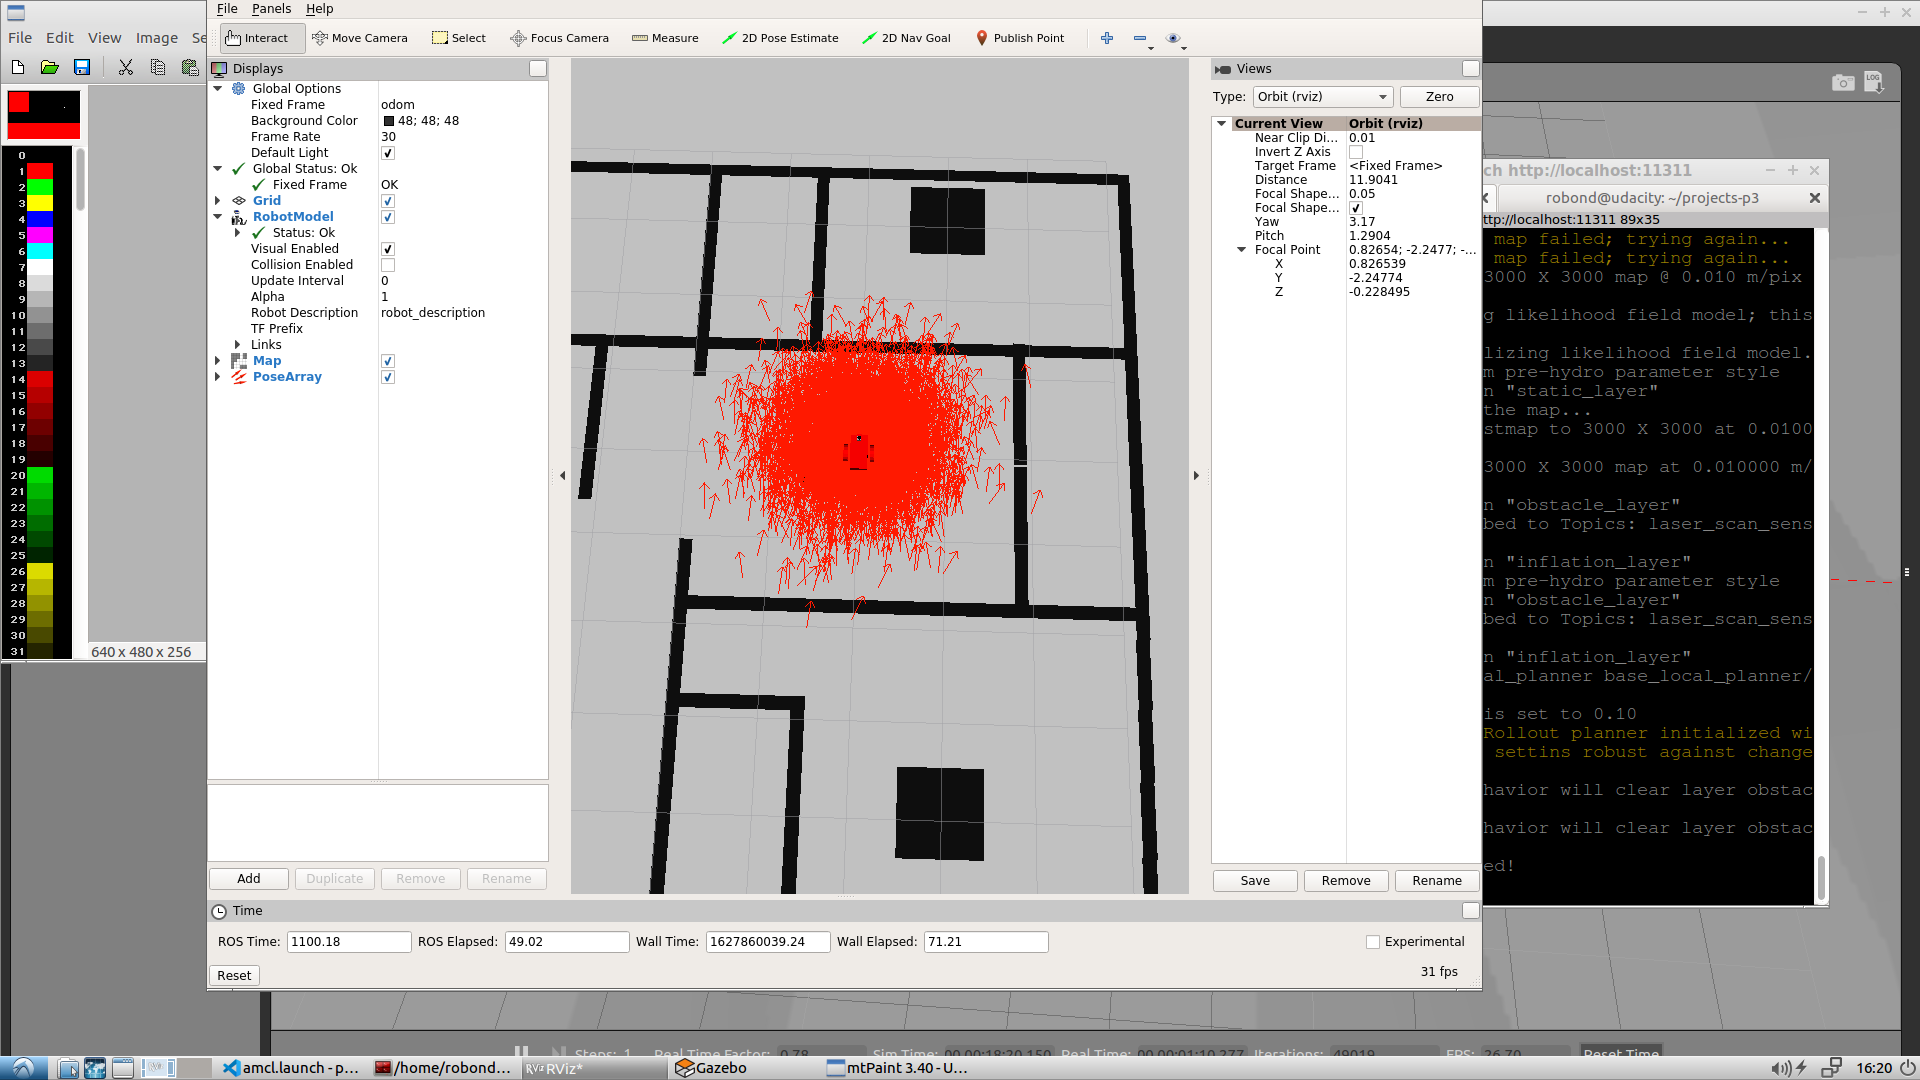 File Edit View Image Se
0
1
2
3
4
5
6
7
8
9
10
11
12
13
14
15
16
17
18
19
20
21
22
23
24
25
26
27
28
29
30
31
640 x 480 x 256
File Panels Help
Interact Move Camera Select Focus Camera Measure 2D Pose Estimate 2D Nav Goal Publish Point
Displays
Global Options
Fixed Frame odom
Background Color 48; 48; 48
Frame Rate 30
Default Light
Global Status: Ok
Fixed Frame OK
Grid
RobotModel
Status: Ok
Visual Enabled
Collision Enabled
Update Interval 0
Alpha 1
Robot Description robot_description
TF Prefix
Links
Map
PoseArray
Add Duplicate Remove Rename
Views
Type: Orbit (rviz) Zero
Current View Orbit (rviz)
Near Clip Di... 0.01
Invert Z Axis
Target Frame <Fixed Frame>
Distance 11.9041
Focal Shape... 0.05
Focal Shape...
Yaw 3.17
Pitch 1.2904
Focal Point 0.82654; -2.2477; -...
X 0.826539
Y -2.24774
Z -0.228495
Save Remove Rename
Time
ROS Time: 1100.18 ROS Elapsed: 49.02 Wall Time: 1627860039.24 Wall Elapsed: 71.21 Experimental
Reset 31 fps
LOG
ch http://localhost:11311
robond@udacity: ~/projects-p3
ttp://localhost:11311 89x35
map failed; trying again...
map failed; trying again...
3000 X 3000 map @ 0.010 m/pix
g likelihood field model; this
lizing likelihood field model.
m pre-hydro parameter style
n "static_layer"
the map...
stmap to 3000 X 3000 at 0.0100
3000 X 3000 map at 0.010000 m/
n "obstacle_layer"
bed to Topics: laser_scan_sens
n "inflation_layer"
m pre-hydro parameter style
n "obstacle_layer"
bed to Topics: laser_scan_sens
n "inflation_layer"
al_planner base_local_planner/
is set to 0.10
Rollout planner initialized wi
settins robust against change
havior will clear layer obstac
havior will clear layer obstac
ed!
Steps: 1 Real Time Factor: 0.78 Sim Time: 00 00:18:20.150 Real Time: 00 00:01:10.277 Iterations: 49019 FPS: 26.70 Reset Time
amcl.launch - p... /home/robond... RViz RViz* Gazebo mtPaint 3.40 - U... 16:20